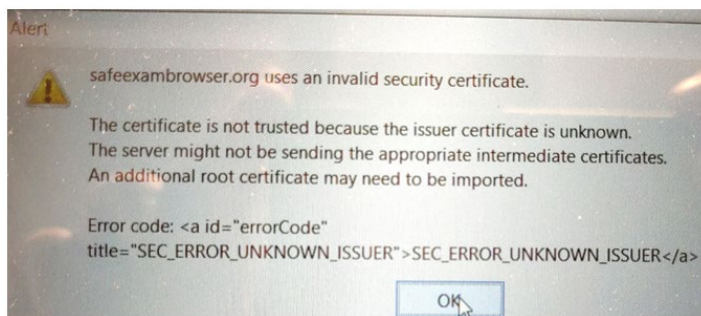 Alert
safeexambrowser.org uses an invalid security certificate.
The certificate is not trusted because the issuer certificate is unknown.
The server might not be sending the appropriate intermediate certificates.
An additional root certificate may need to be imported.
Error code: <a id="errorCode"
title="SEC_ERROR_UNKNOWN_ISSUER">SEC_ERROR_UNKNOWN_ISSUER</a>
OK